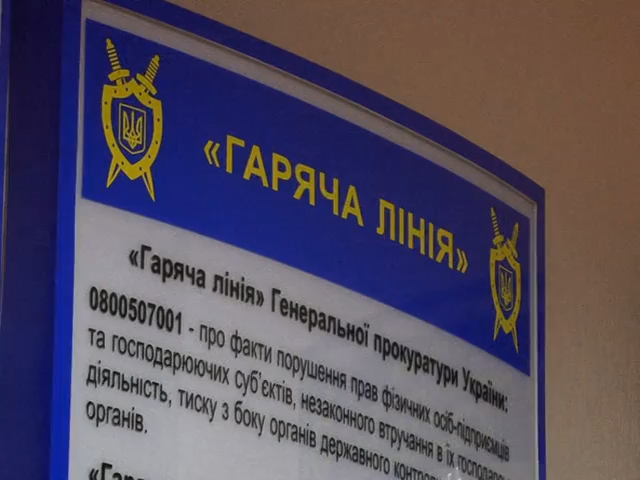 «ГАРЯЧА ЛІНІЯ»
«Гаряча лінія» Генеральної прокуратури України:
0800507001 - про факти порушення прав фізичних осіб-підприємців
та господарюючих суб'єктів, незаконного втручання в їх
діяльність, тиску з боку органів державного
органів.